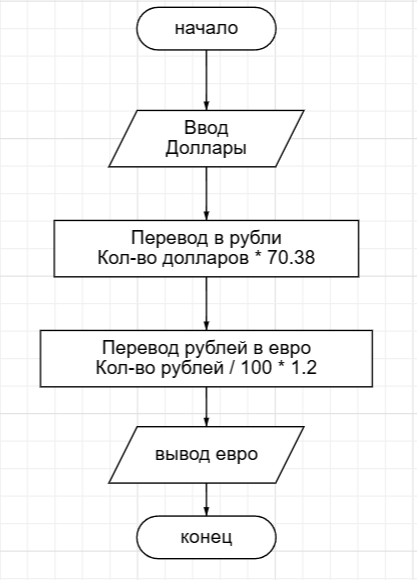 начало
Ввод
Доллары
Перевод в рубли
Кол-во долларов * 70.38
Перевод рублей в евро
Кол-во рублей / 100 * 1.2
вывод евро
конец